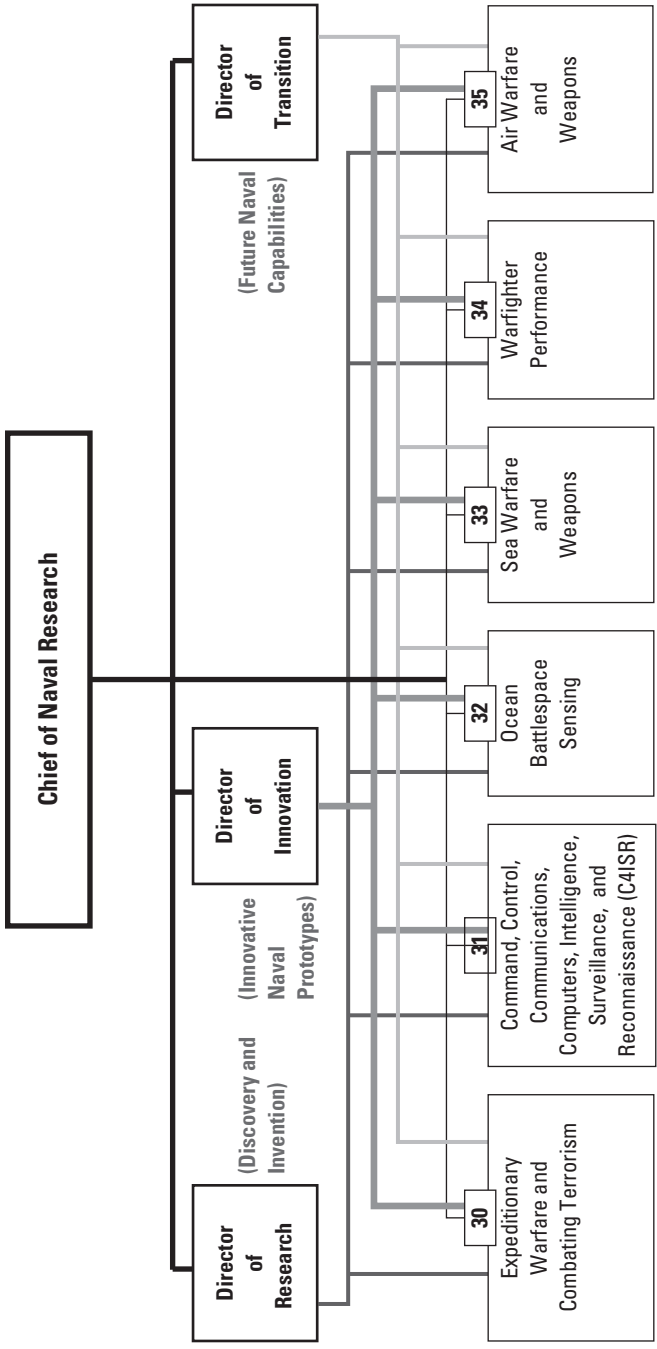 Chief of Naval Research
Director
of
Research
(Discovery and
Invention)
Director
of
Innovation
(Innovative
Naval
Prototypes)
Director
of
Transition
(Future Naval
Capabilities)
30
Expeditionary
Warfare and
Combating Terrorism
31
Command, Control,
Communications,
Computers, Intelligence,
Surveillance, and
Reconnaissance (C4ISR)
32
Ocean
Battlespace
Sensing
33
Sea Warfare
and
Weapons
34
Warfighter
Performance
35
Air Warfare
and
Weapons